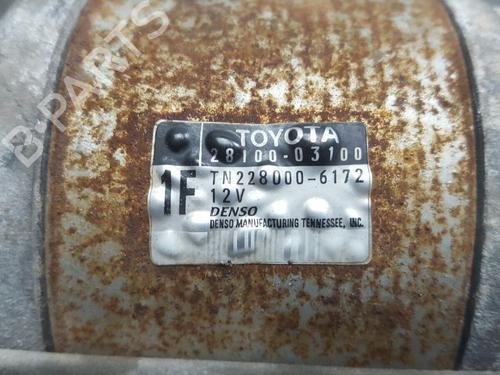 B-PARTS
TOYOTA
28100-03100
1F
TN228000-6172
12V
DENSO
DENSO MANUFACTURING TENNESSEE, INC.